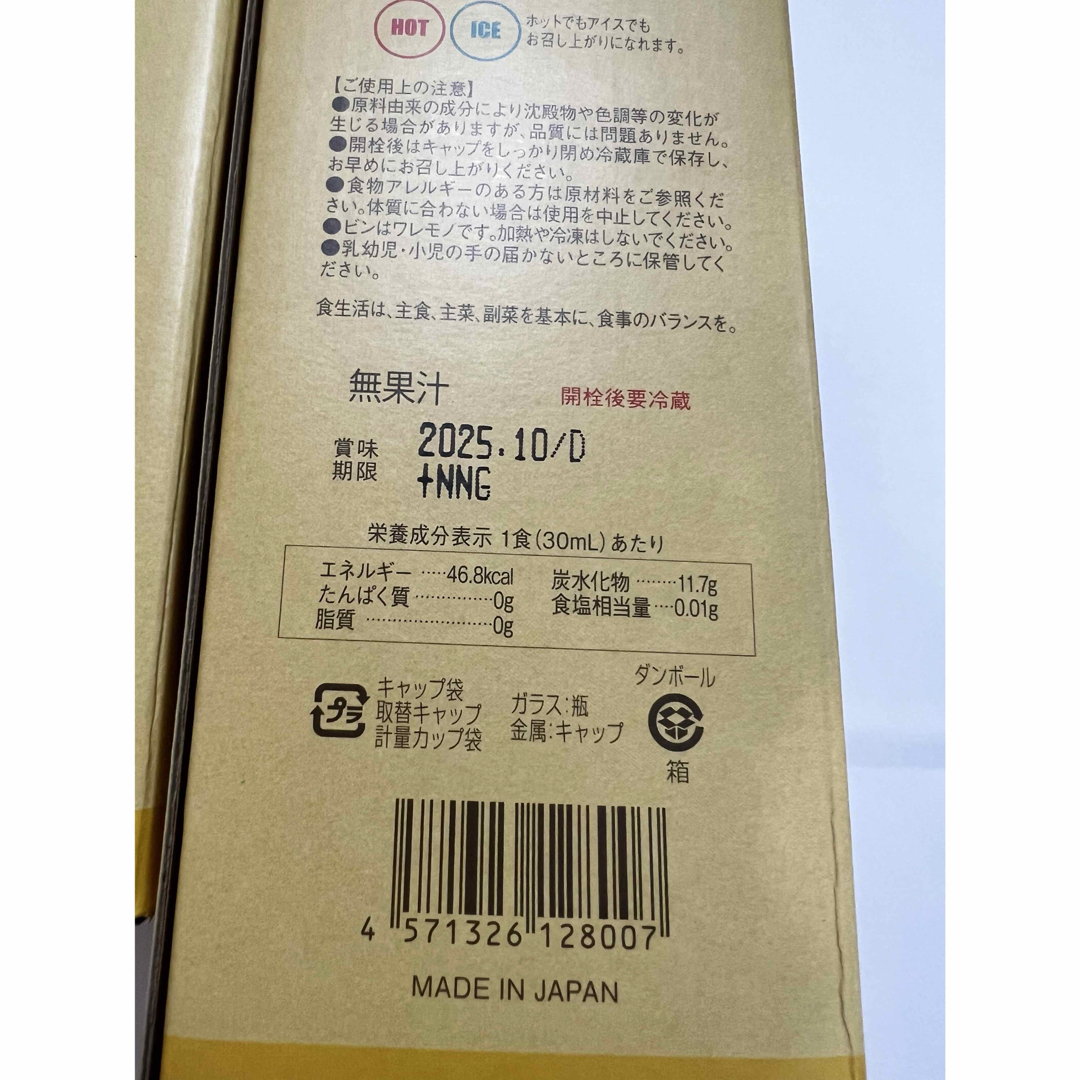 HOT ICE ホットでもアイスでも
お召し上がりになれます。
【ご使用上の注意】
●原料由来の成分により沈殿物や色調等の変化が
生じる場合がありますが、品質には問題ありません。
●開栓後はキャップをしっかり閉め冷蔵庫で保存し、
お早めにお召し上がりください。
●食物アレルギーのある方は原材料をご参照くだ
さい。体質に合わない場合は使用を中止してください。
●ビンはワレモノです。加熱や冷凍はしないでください。
●乳幼児・小児の手の届かないところに保管してく
ださい。
食生活は、主食、主菜、副菜を基本に、食事のバランスを。
無果汁 開栓後要冷蔵
賞味
期限
2025.10/D
+NNG
栄養成分表示 1食(30mL)あたり
エネルギー……46.8kcal
たんぱく質……………0g
脂質……………………0g
炭水化物………11.7g
食塩相当量……0.01g
プラ
キャップ袋
取替キャップ
計量カップ袋
ガラス:瓶
金属:キャップ
ダンボール
箱
4 571326 128007
MADE IN JAPAN